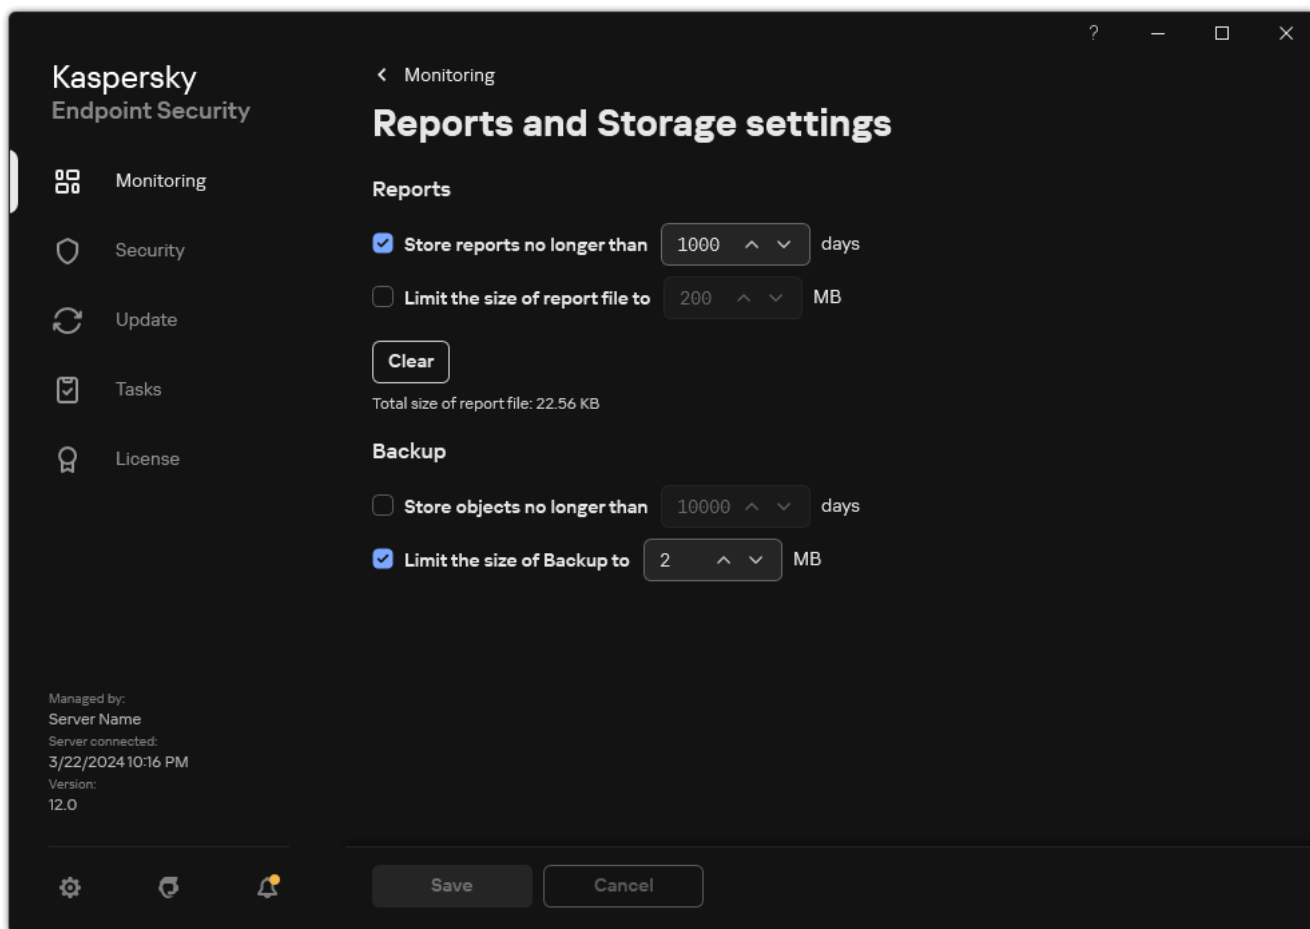 ?
Kaspersky
Endpoint Security
Monitoring
Security
Update
Tasks
License
Managed by:
Server Name
Server connected:
3/22/2024 10:16 PM
Version:
12.0
Monitoring
Reports and Storage settings
Reports
Store reports no longer than 1000 days
Limit the size of report file to 200 MB
Clear
Total size of report file: 22.56 KB
Backup
Store objects no longer than 10000 days
Limit the size of Backup to 2 MB
Save Cancel